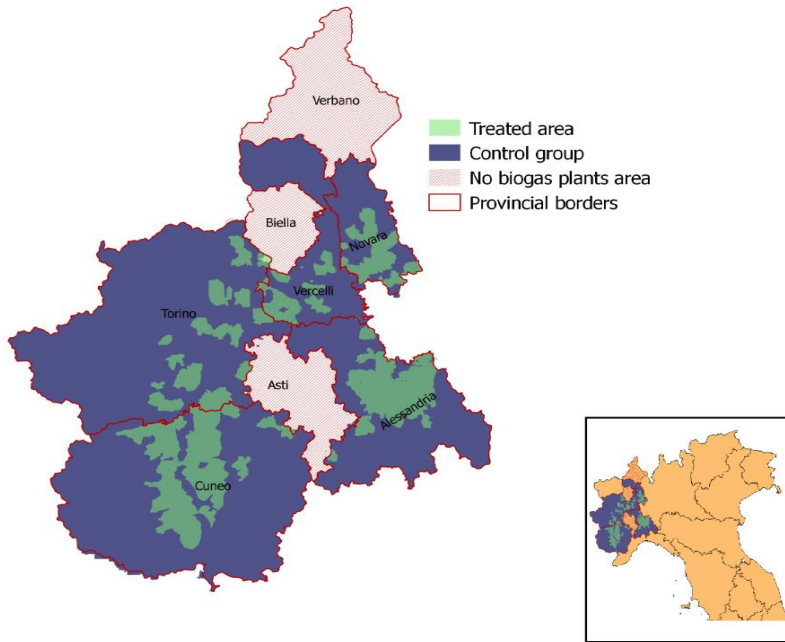 Verbano
Treated area
Control group
No biogas plants area
Provincial borders
Biella
Novara
Vercelli
Torino
Asti
Alessandria
Cuneo